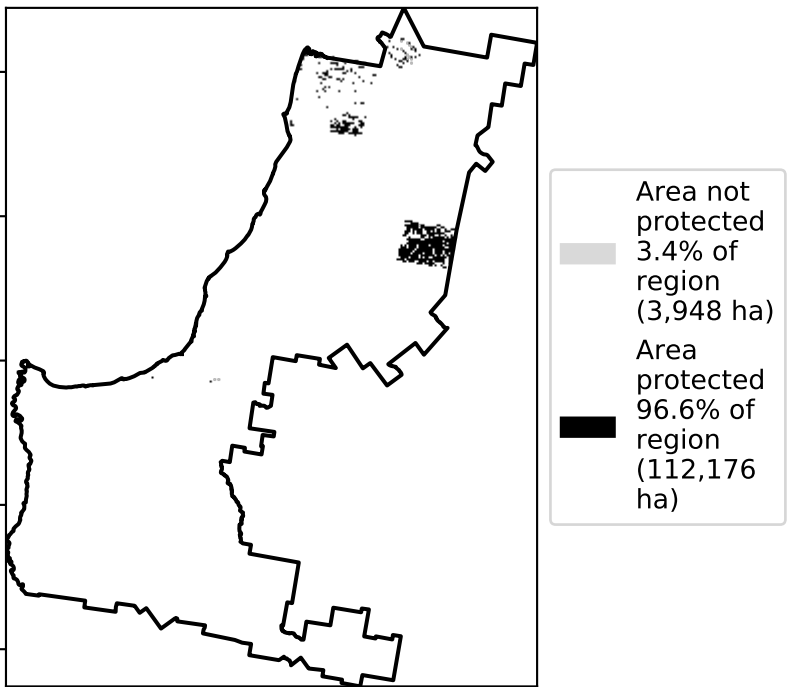 Area not
protected
3.4% of
region
(3,948 ha)
Area
protected
96.6% of
region
(112,176
ha)